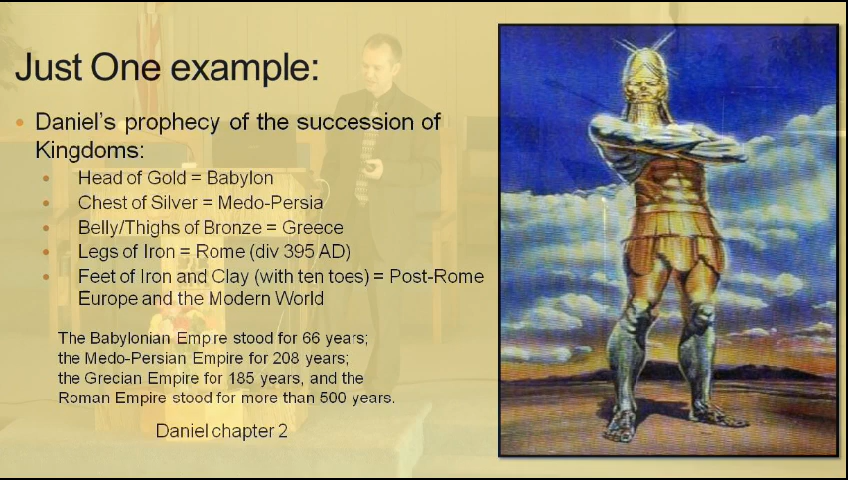 Just One example:
• Daniel's prophecy of the succession of
Kingdoms:
• Head of Gold = Babylon
• Chest of Silver = Medo-Persia
• Belly/Thighs of Bronze = Greece
• Legs of Iron = Rome (div 395 AD)
• Feet of Iron and Clay (with ten toes) = Post-Rome
Europe and the Modern World
The Babylonian Empre stood for 66 years;
the Medo-Persian Empire for 208 years;
the Grecian Empire for 185 years, and the
Roman Empire stood for more than 500 years.
Daniel chapter 2